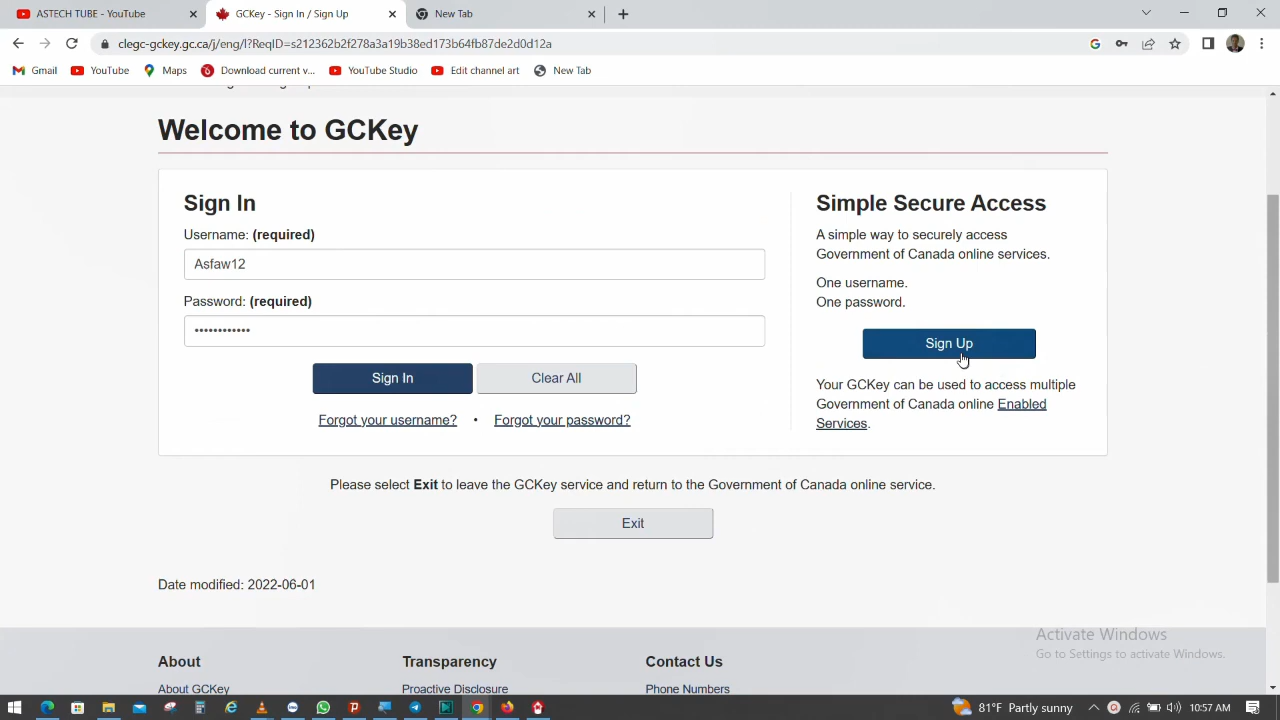 ASTECH TUBE - YouTube
GCKey - Sign In / Sign Up
New Tab
clegc-gckey.gc.ca/j/eng/l?ReqID=s212362b2f278a3a19b38ed173b64fb87de2d0d12a
Gmail
YouTube
Maps
Download current v...
YouTube Studio
Edit channel art
New Tab
Welcome to GCKey
Sign In
Username: (required)
Asfaw12
Password: (required)
••••••••••••
Sign In
Clear All
Forgot your username? • Forgot your password?
Simple Secure Access
A simple way to securely access
Government of Canada online services.
One username.
One password.
Sign Up
Your GCKey can be used to access multiple
Government of Canada online Enabled
Services.
Please select Exit to leave the GCKey service and return to the Government of Canada online service.
Exit
Date modified: 2022-06-01
Activate Windows
Go to Settings to activate Windows.
About
Transparency
Contact Us
About GCKey
Proactive Disclosure
Phone Numbers
81°F Partly sunny
10:57 AM